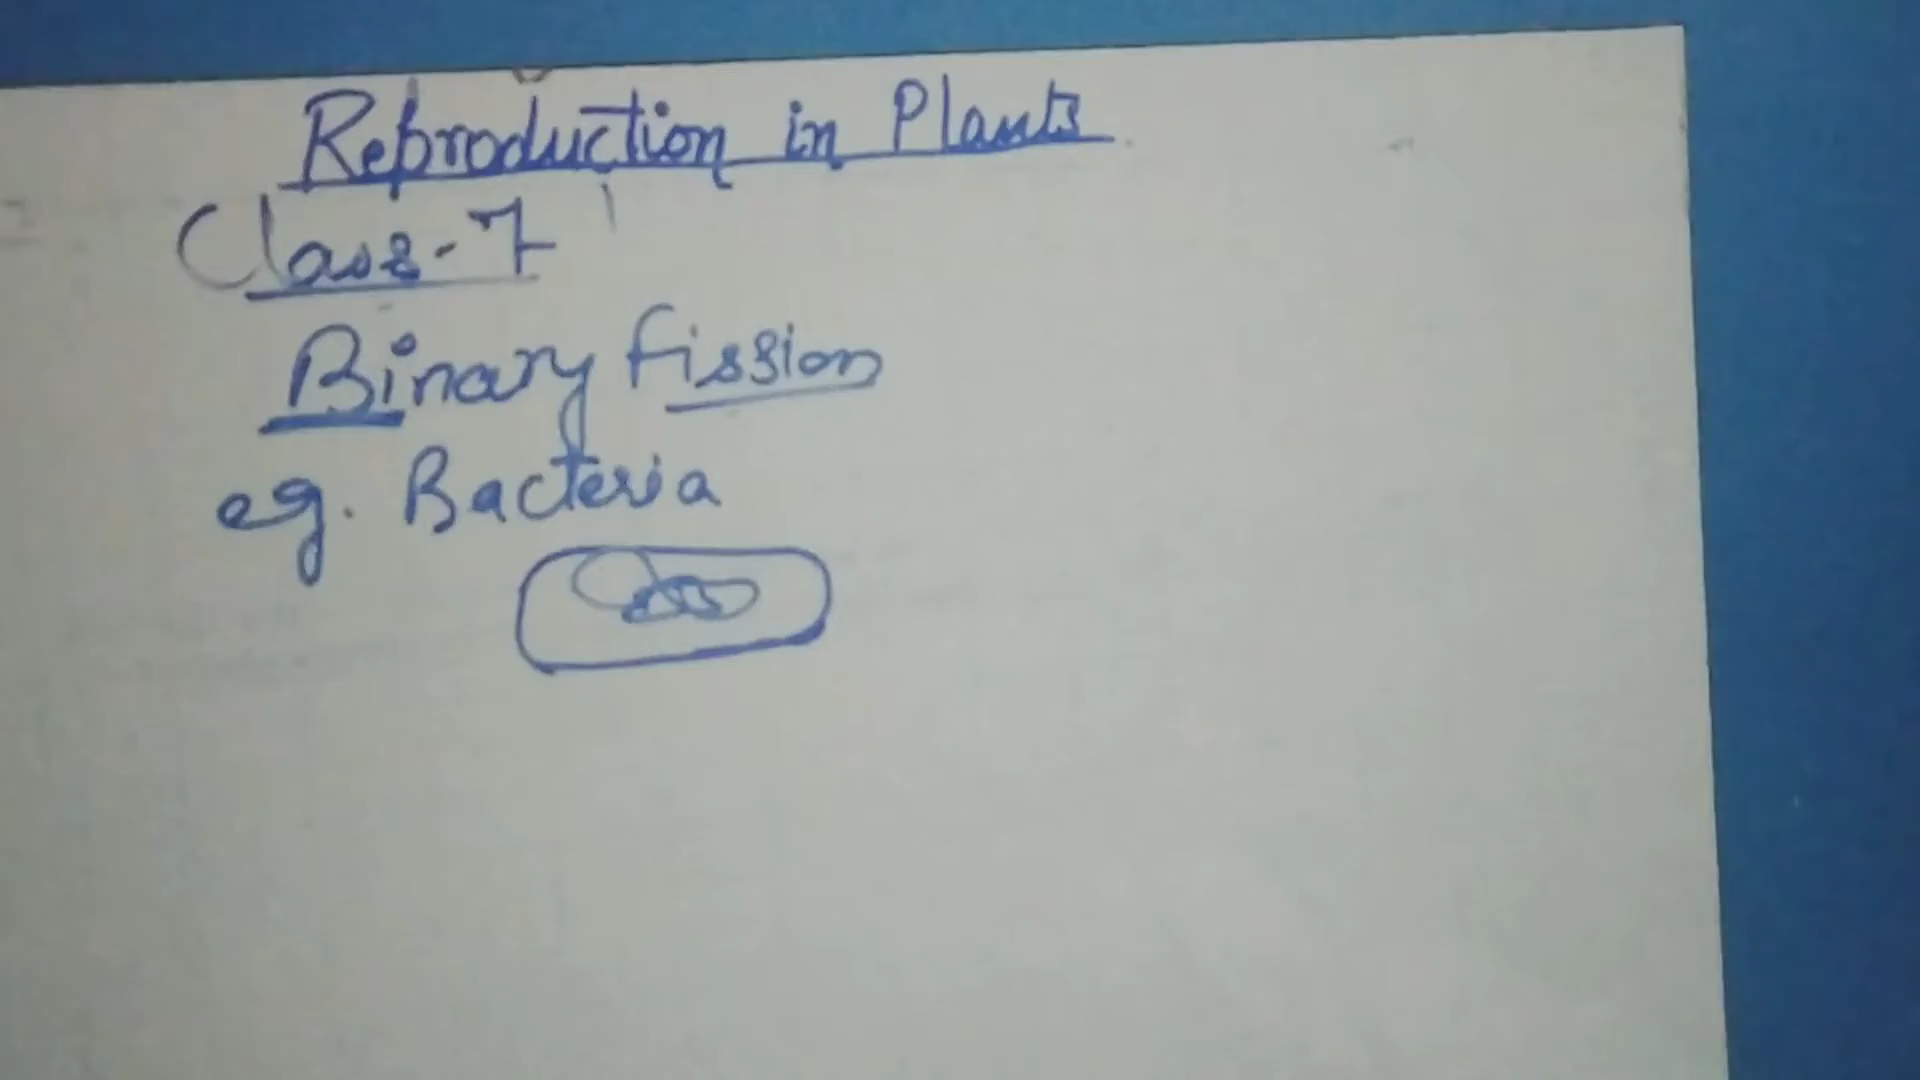 Reproduction in Plants
Class-7
Binary fission
eg. Bacteria